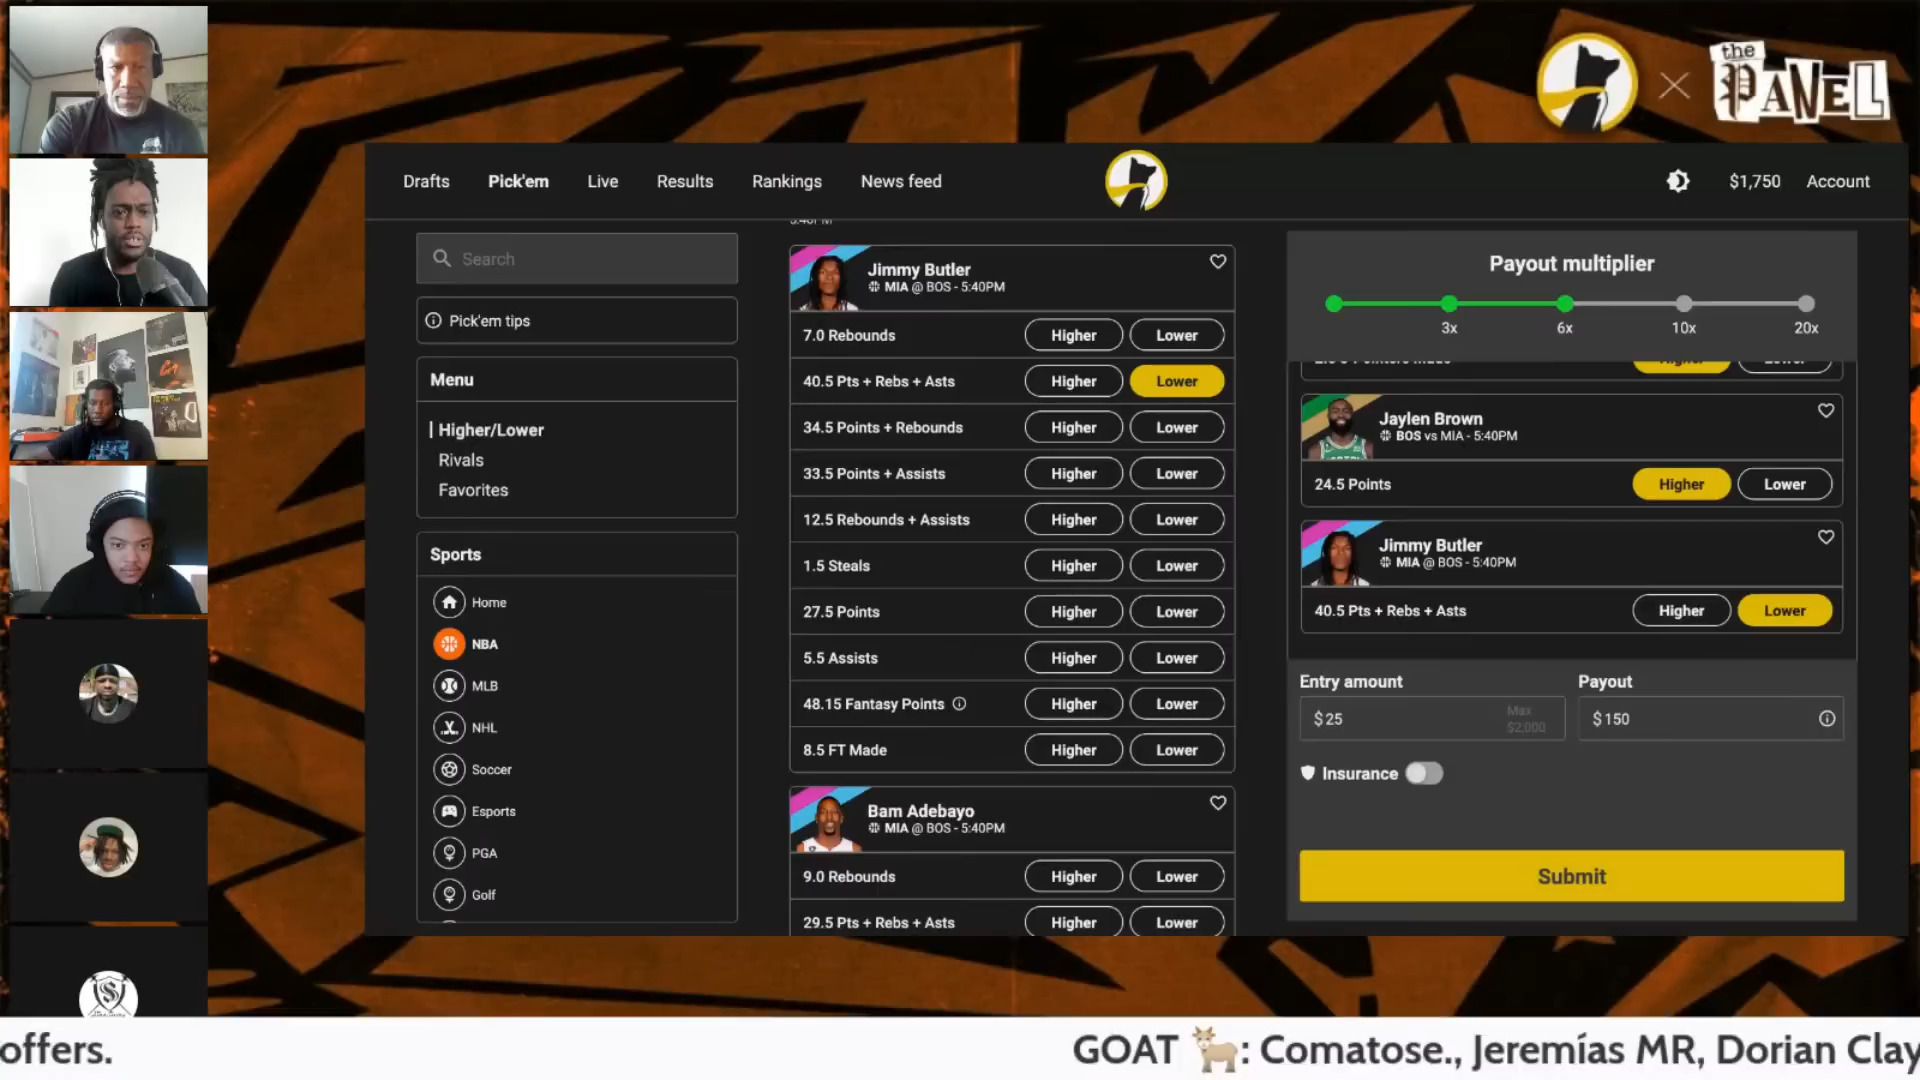 the PANEL
Drafts Pick'em Live Results Rankings News feed $1,750 Account
Search
Pick'em tips
Menu
Higher/Lower
Rivals
Favorites
Sports
Home
NBA
MLB
NHL
Soccer
Esports
PGA
Golf
5:40PM
Jimmy Butler
MIA @ BOS - 5:40PM
7.0 Rebounds Higher Lower
40.5 Pts + Rebs + Asts Higher Lower
34.5 Points + Rebounds Higher Lower
33.5 Points + Assists Higher Lower
12.5 Rebounds + Assists Higher Lower
1.5 Steals Higher Lower
27.5 Points Higher Lower
5.5 Assists Higher Lower
48.15 Fantasy Points Higher Lower
8.5 FT Made Higher Lower
Bam Adebayo
MIA @ BOS - 5:40PM
9.0 Rebounds Higher Lower
29.5 Pts + Rebs + Asts Higher Lower
Payout multiplier
3x 6x 10x 20x
Higher Lower
Jaylen Brown
BOS vs MIA - 5:40PM
24.5 Points Higher Lower
Jimmy Butler
MIA @ BOS - 5:40PM
40.5 Pts + Rebs + Asts Higher Lower
Entry amount Payout
$25 Max $2,000 $150
Insurance
Submit
offers. GOAT 🐐: Comatose., Jeremías MR, Dorian Clay